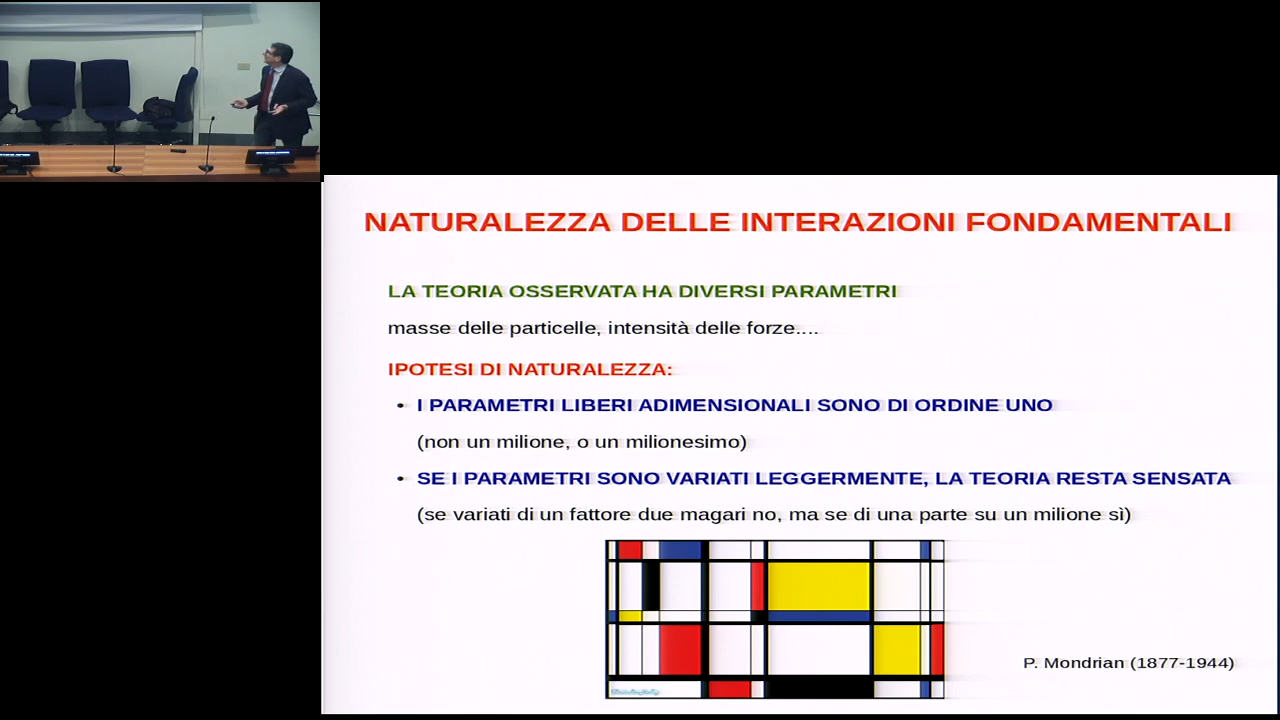 NATURALEZZA DELLE INTERAZIONI FONDAMENTALI
LA TEORIA OSSERVATA HA DIVERSI PARAMETRI
masse delle particelle, intensità delle forze....
IPOTESI DI NATURALEZZA:
• I PARAMETRI LIBERI ADIMENSIONALI SONO DI ORDINE UNO
(non un milione, o un milionesimo)
• SE I PARAMETRI SONO VARIATI LEGGERMENTE, LA TEORIA RESTA SENSATA
(se variati di un fattore due magari no, ma se di una parte su un milione sì)
P. Mondrian (1877-1944)